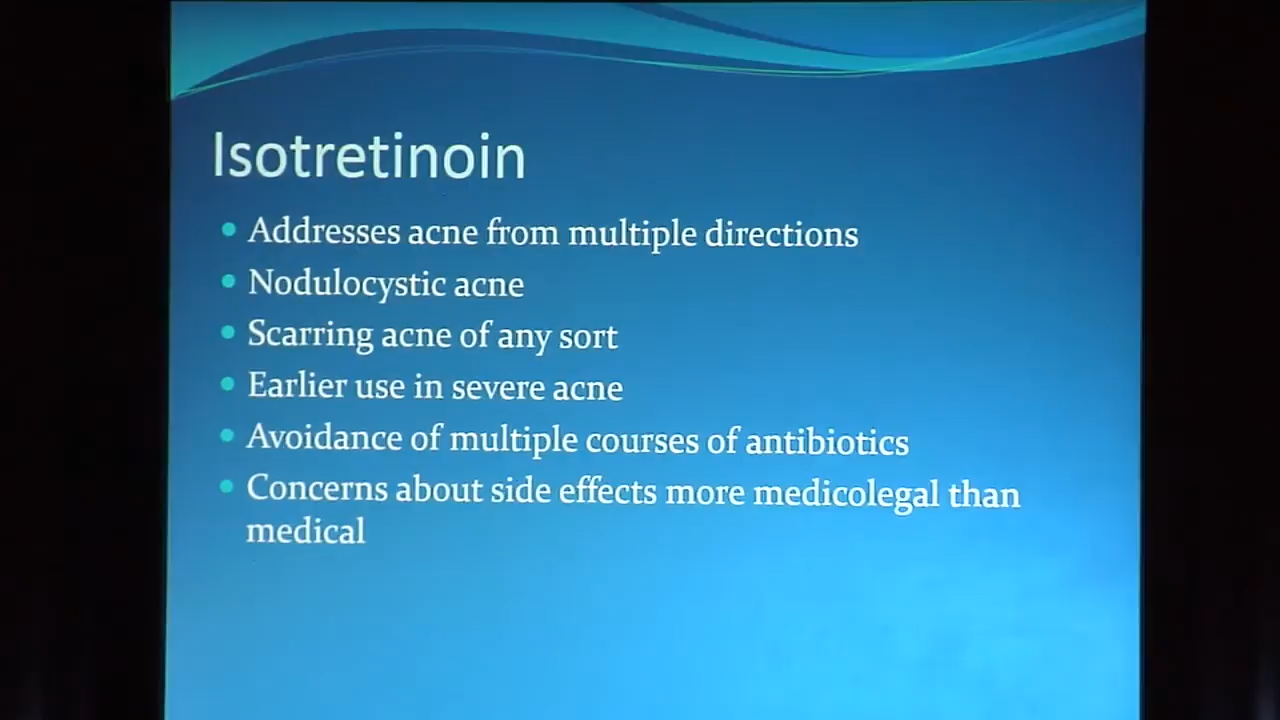 Isotretinoin
• Addresses acne from multiple directions
• Nodulocystic acne
• Scarring acne of any sort
• Earlier use in severe acne
• Avoidance of multiple courses of antibiotics
• Concerns about side effects more medicolegal than
medical